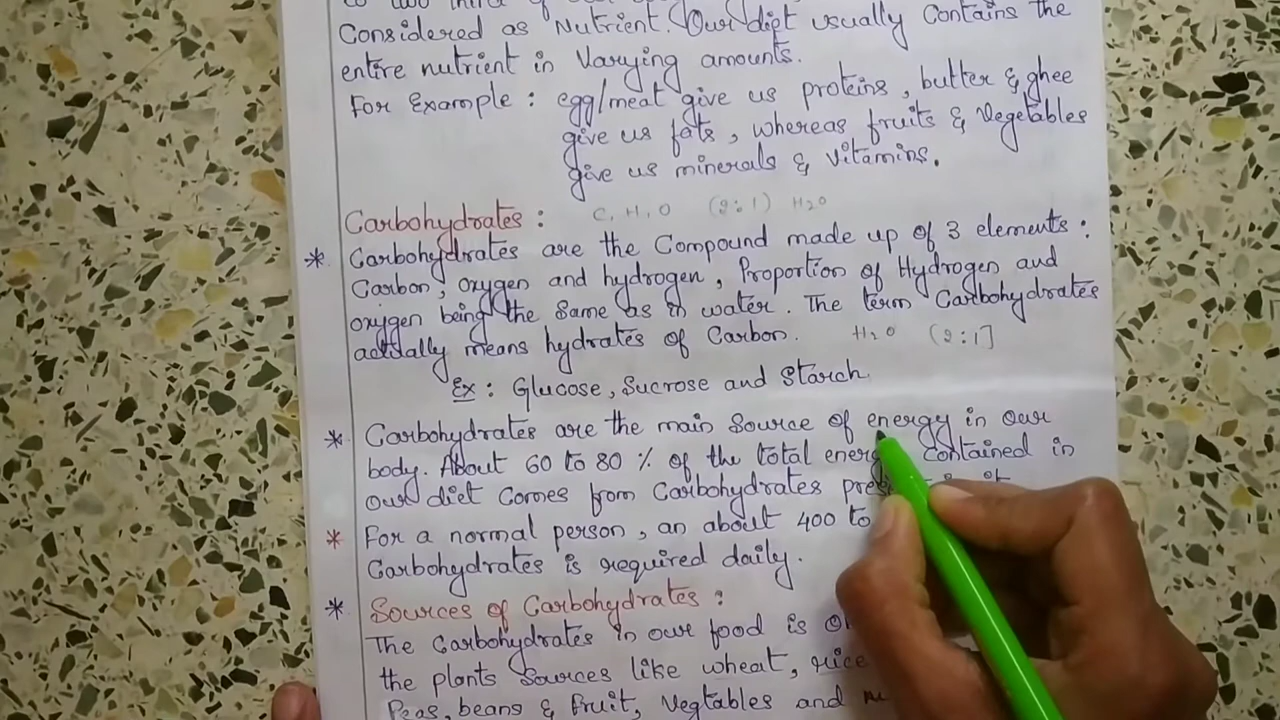 to two third of
Considered as Nutrient. Our diet usually Contains the
entire nutrient in Varying amounts.
For Example : egg/meat give us proteins, butter & ghee
give us fats, whereas fruits & Vegetables
give us minerals & Vitamins.
Carbohydrates : C, H, O (2:1) H2O
* Carbohydrates are the Compound made up of 3 elements :
Carbon, oxygen and hydrogen, Proportion of Hydrogen and
oxygen being the Same as in water. The term Carbohydrates
actually means hydrates of Carbon. H2O (2:1]
Ex : Glucose, Sucrose and Starch
* Carbohydrates are the main Source of energy in our
body. About 60 to 80 % of the total energy Contained in
our diet Comes from Carbohydrates
* For a normal person, an about 400 to
Carbohydrates is required daily.
* Sources of Carbohydrates :
The Carbohydrates in our food is
the plants Sources like wheat, rice
Peas, beans & fruit, Vegtables and